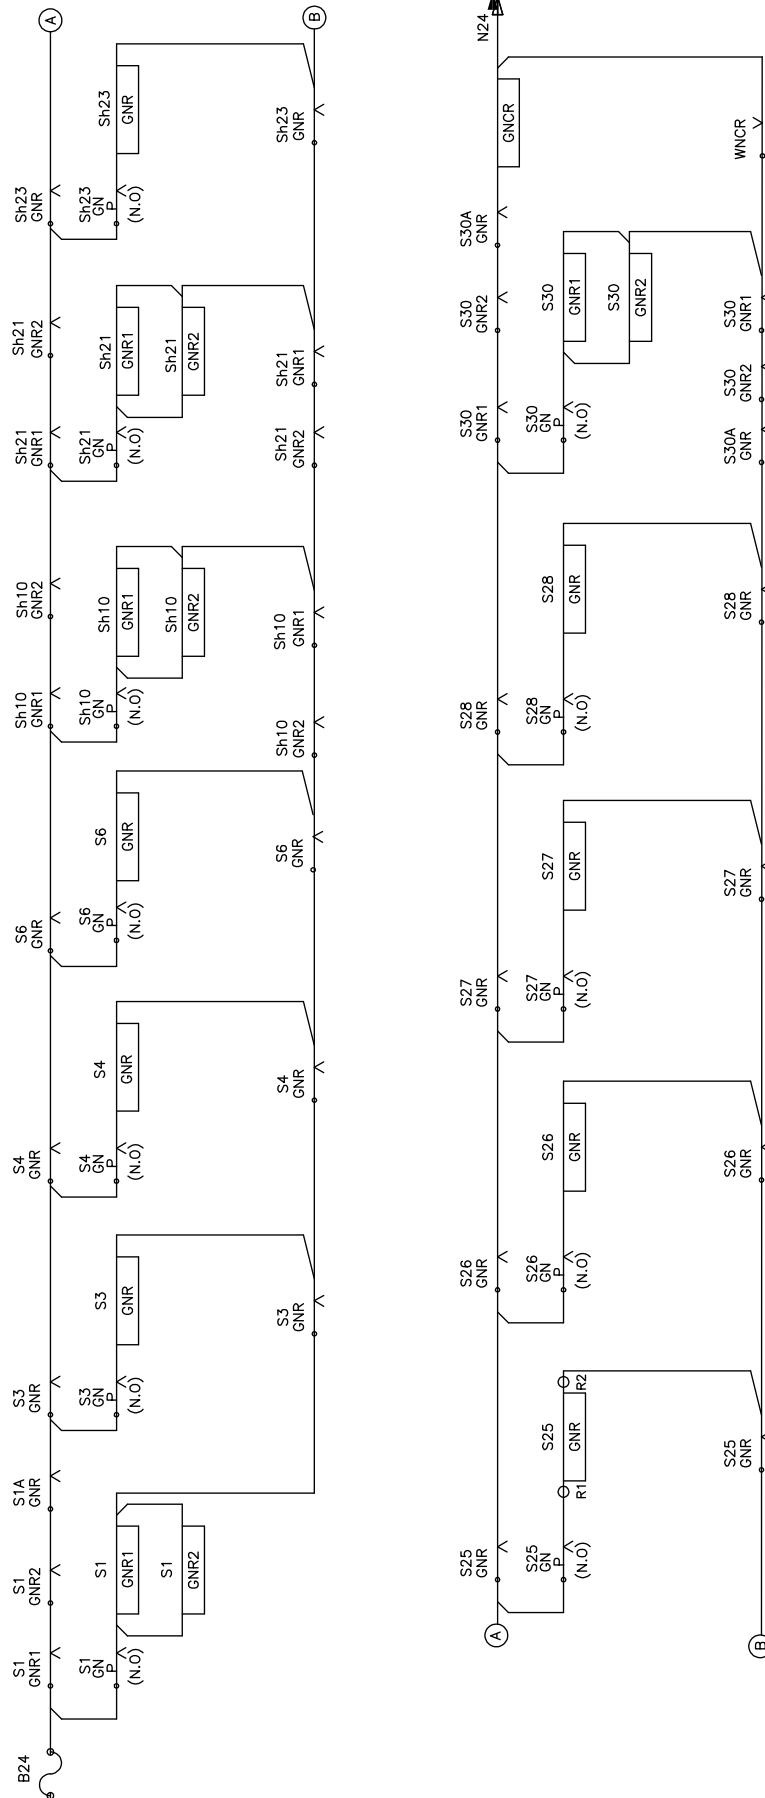 B24
S1
GNR1
S1
GNR2
S1A
GNR
S3
GNR
S4
GNR
S6
GNR
Sh10
GNR1
Sh10
GNR2
Sh21
GNR1
Sh21
GNR2
Sh23
GNR
A
S1
GN
P
(N.O)
S1
GNR1
S1
GNR2
S3
GN
P
(N.O)
S3
GNR
S4
GN
P
(N.O)
S4
GNR
S6
GN
P
(N.O)
S6
GNR
Sh10
GN
P
(N.O)
Sh10
GNR1
Sh10
GNR2
Sh21
GN
P
(N.O)
Sh21
GNR1
Sh21
GNR2
Sh23
GN
P
(N.O)
Sh23
GNR
S3
GNR
S4
GNR
S6
GNR
Sh10
GNR2
Sh10
GNR1
Sh21
GNR2
Sh21
GNR1
Sh23
GNR
B
A
S25
GNR
S26
GNR
S27
GNR
S28
GNR
S30
GNR1
S30
GNR2
S30A
GNR
GNCR
N24
S25
GN
P
(N.O)
R1
S25
GNR
R2
S26
GN
P
(N.O)
S26
GNR
S27
GN
P
(N.O)
S27
GNR
S28
GN
P
(N.O)
S28
GNR
S30
GN
P
(N.O)
S30
GNR1
S30
GNR2
B
S25
GNR
S26
GNR
S27
GNR
S28
GNR
S30A
GNR
S30
GNR2
S30
GNR1
WNCR